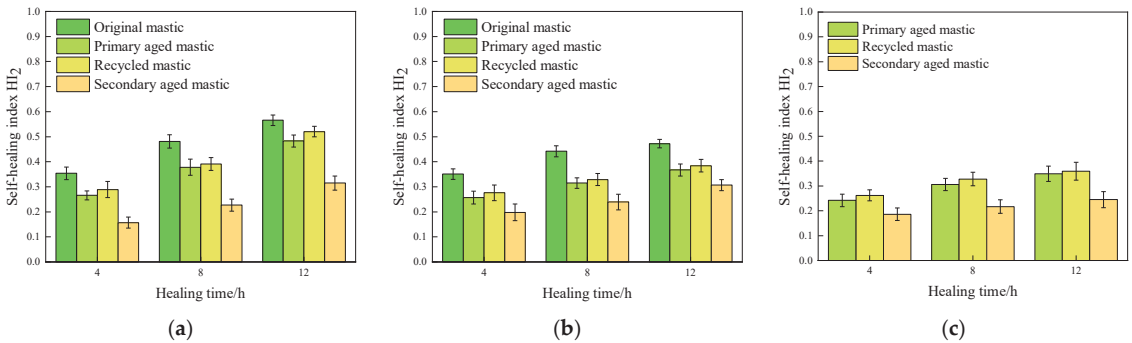 Self-healing index HI2
1.0
0.9
0.8
0.7
0.6
0.5
0.4
0.3
0.2
0.1
0.0
Original mastic
Primary aged mastic
Recycled mastic
Secondary aged mastic
4
8
12
Healing time/h
(a)
Self-healing index HI2
1.0
0.9
0.8
0.7
0.6
0.5
0.4
0.3
0.2
0.1
0.0
Original mastic
Primary aged mastic
Recycled mastic
Secondary aged mastic
4
8
12
Healing time/h
(b)
Self-healing index HI2
1.0
0.9
0.8
0.7
0.6
0.5
0.4
0.3
0.2
0.1
0.0
Primary aged mastic
Recycled mastic
Secondary aged mastic
4
8
12
Healing time/h
(c)